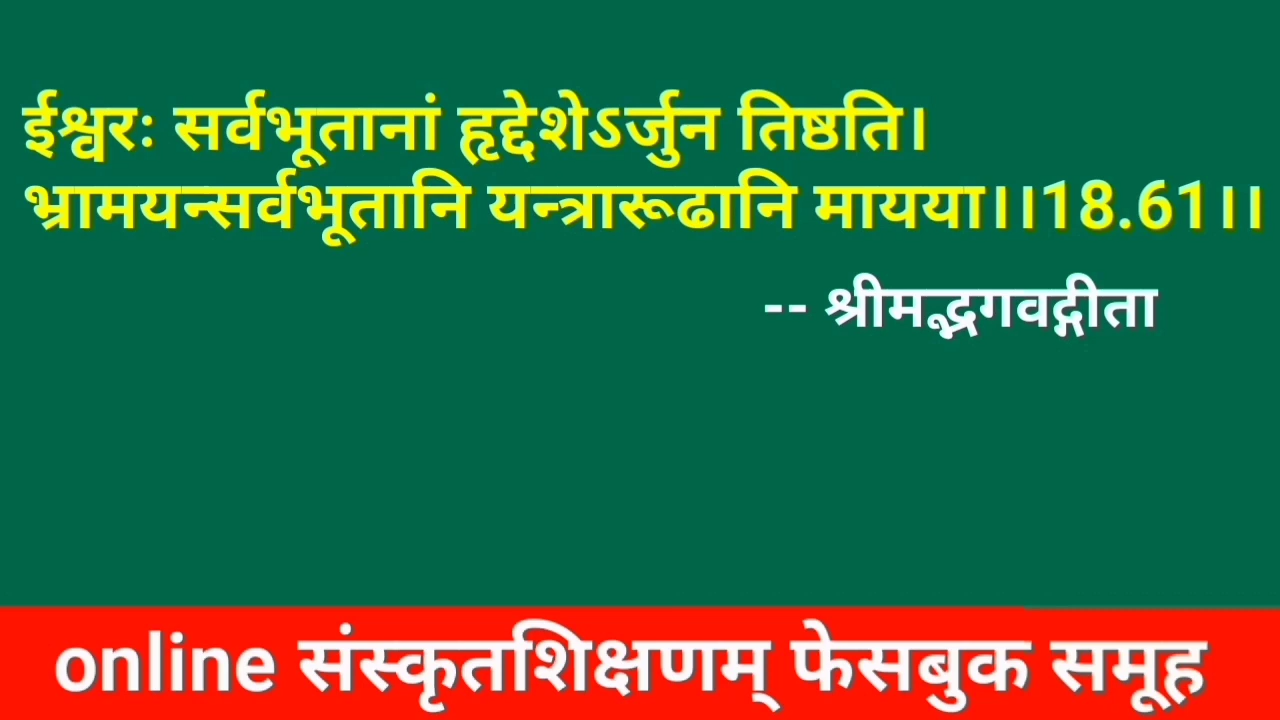 ईश्वरः सर्वभूतानां हृद्देशेऽर्जुन तिष्ठति।
भ्रामयन्सर्वभूतानि यन्त्रारूढानि मायया।।18.61।।
-- श्रीमद्भगवद्गीता
online संस्कृतशिक्षणम् फेसबुक समूह